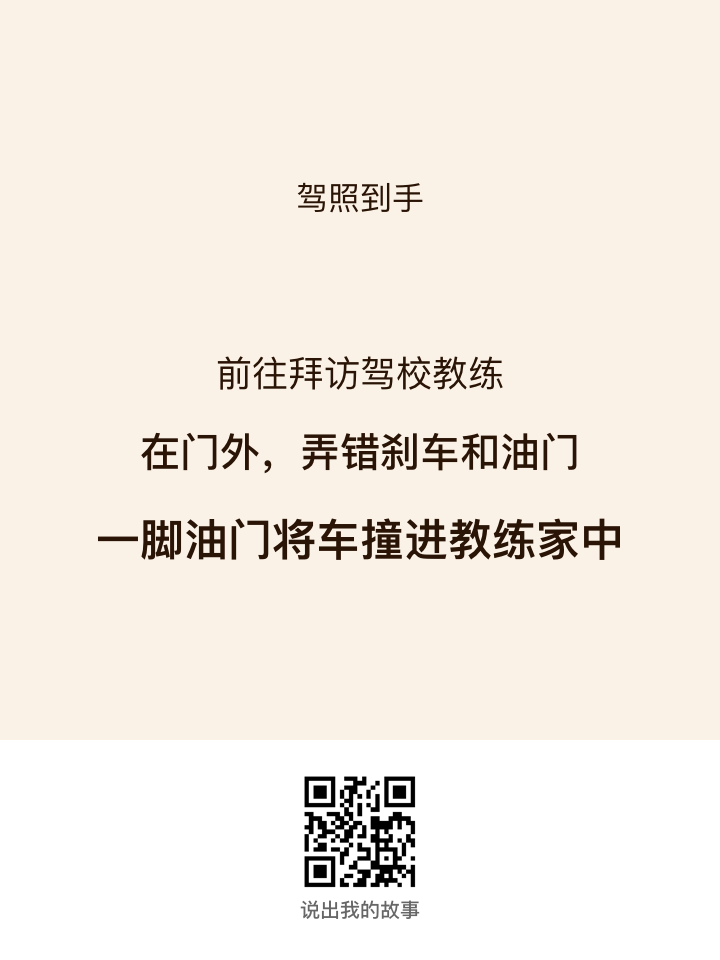 驾照到手
前往拜访驾校教练
在门外，弄错刹车和油门
一脚油门将车撞进教练家中
说出我的故事